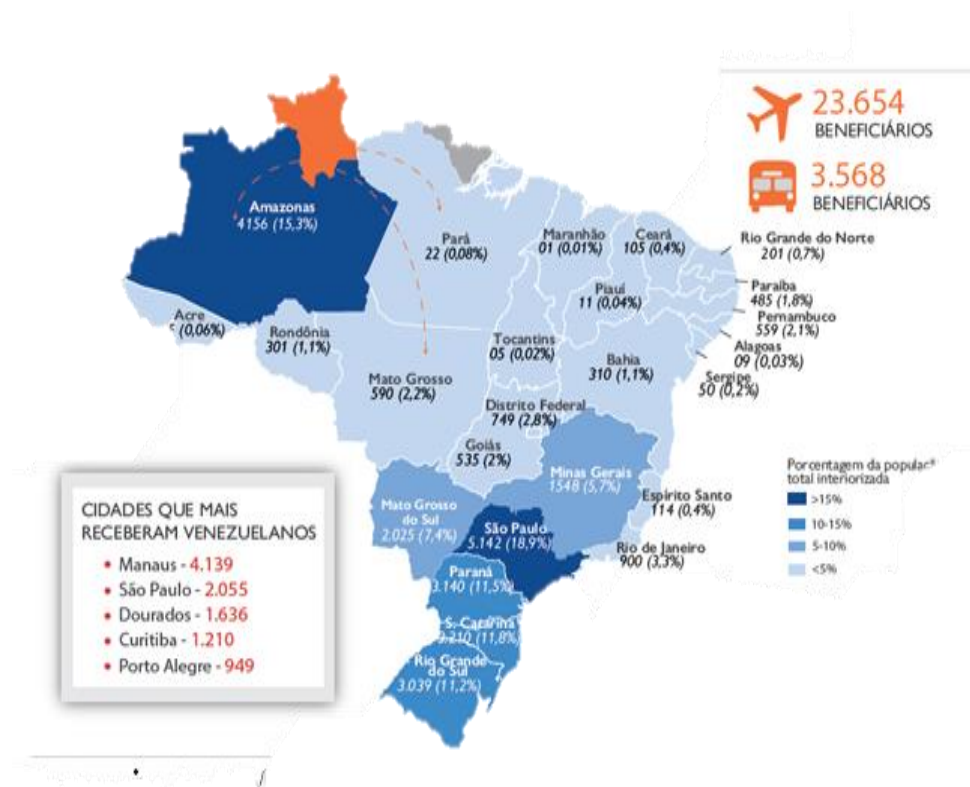 23.654
BENEFICIÁRIOS
3.568
BENEFICIÁRIOS
Amazonas
4156 (15,3%)
Pará
22 (0,08%)
Maranhão
01 (0,01%)
Ceará
105 (0,4%)
Rio Grande do Norte
201 (0,7%)
Piauí
11 (0,04%)
Paraíba
485 (1,8%)
Pernambuco
559 (2,1%)
Alagoas
09 (0,03%)
Sergipe
50 (0,2%)
Acre
(0,06%)
Rondônia
301 (1,1%)
Tocantins
05 (0,02%)
Bahia
310 (1,1%)
Mato Grosso
590 (2,2%)
Distrito Federal
749 (2,8%)
Goiás
535 (2%)
Minas Gerais
1548 (5,7%)
Espírito Santo
114 (0,4%)
Mato Grosso
do Sul
2.025 (7,4%)
São Paulo
5.142 (18,9%)
Rio de Janeiro
900 (3,3%)
Paraná
3.140 (11,5%)
S. Catarina
3.210 (11,8%)
Rio Grande
do Sul
3.039 (11,2%)
Porcentagem da
total interiorizada
>15%
10-15%
5-10%
<5%
CIDADES QUE MAIS
RECEBERAM VENEZUELANOS
• Manaus - 4.139
• São Paulo - 2.055
• Dourados - 1.636
• Curitiba - 1.210
• Porto Alegre - 949